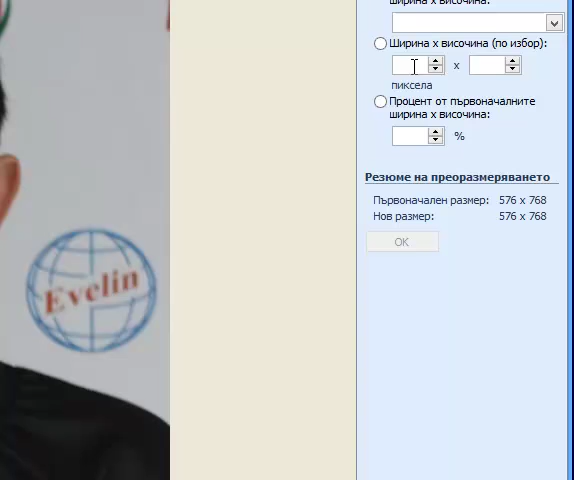 ширина х височина:
Ширина х височина (по избор):
x
пиксела
Процент от първоначалните
ширина х височина:
%
Резюме на преоразмеряването
Първоначален размер: 576 x 768
Нов размер: 576 x 768
OK
Evelin